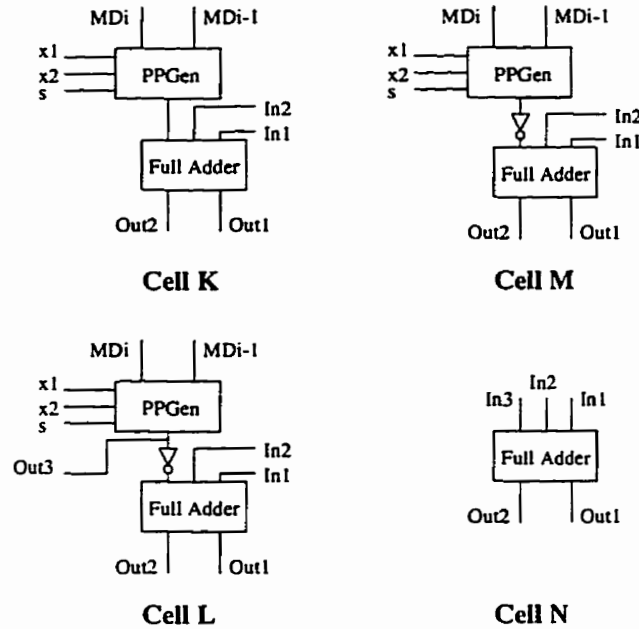 MDi MDi-1
x1
x2
s
PPGen
In2
In1
Full Adder
Out2 Out1
Cell K
MDi MDi-1
x1
x2
s
PPGen
In2
In1
Full Adder
Out2 Out1
Cell M
MDi MDi-1
x1
x2
s
PPGen
Out3
In2
In1
Full Adder
Out2 Out1
Cell L
In3 In2 In1
Full Adder
Out2 Out1
Cell N